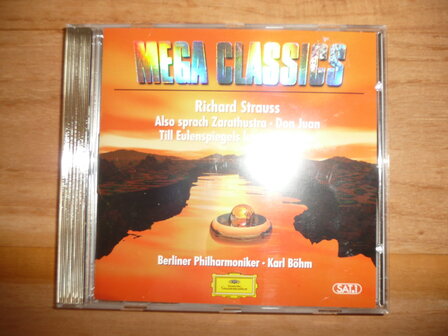 MEGA CLASSICS
Richard Strauss
Also sprach Zarathustra · Don Juan
Till Eulenspiegels
Berliner Philharmoniker · Karl Böhm
SAT.1